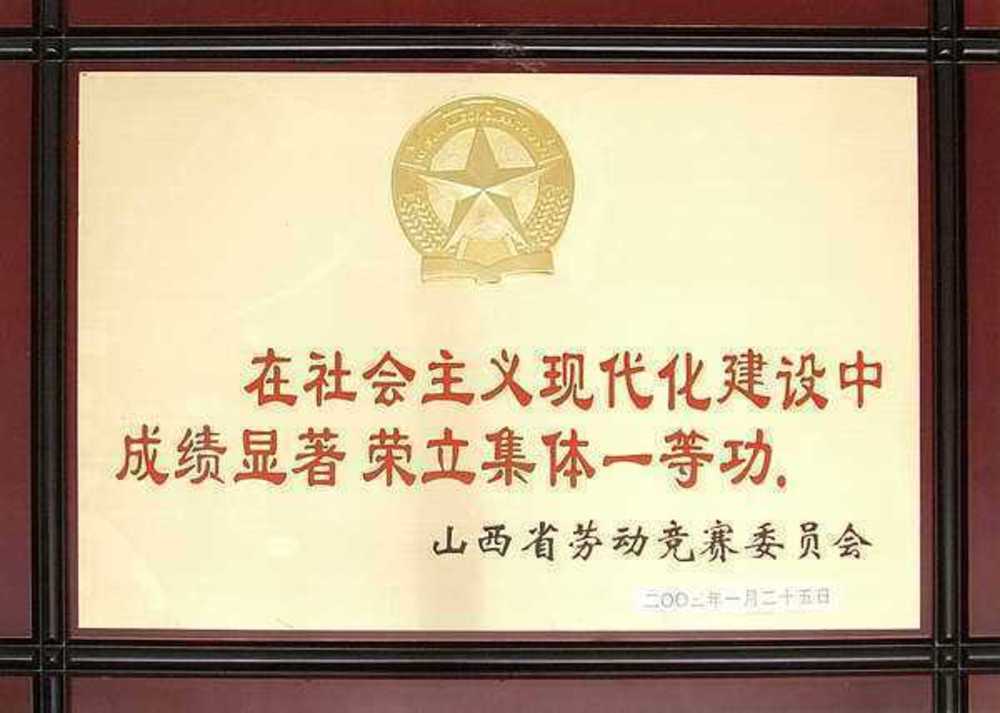 在社会主义现代化建设中
成绩显著 荣立集体一等功.
山西省劳动竞赛委员会
二〇〇二年一月二十五日